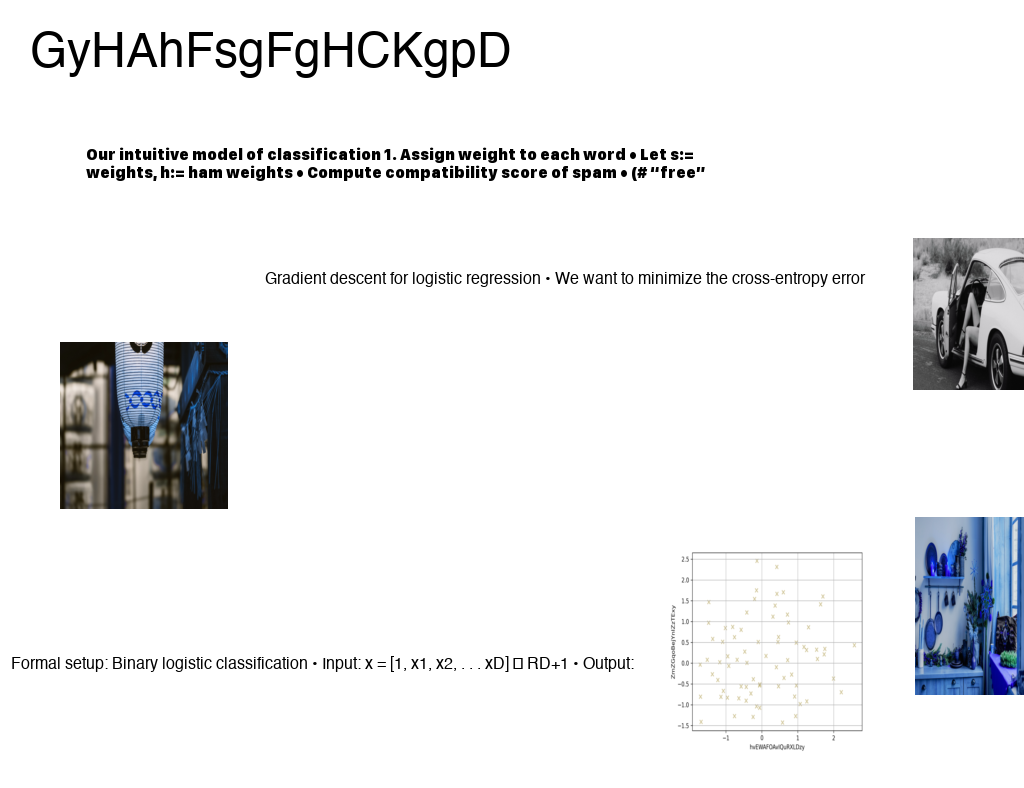 GyHAhFsgFgHCKgpD
Our intuitive model of classification 1. Assign weight to each word • Let s:=
weights, h:= ham weights • Compute compatibility score of spam • (# “free”
Gradient descent for logistic regression • We want to minimize the cross-entropy error
Formal setup: Binary logistic classification • Input: x = [1, x1, x2, . . . xD] □ RD+1 • Output:
2.5
2.0
1.5
1.0
0.5
0.0
−0.5
−1.0
−1.5
−1 0 1 2